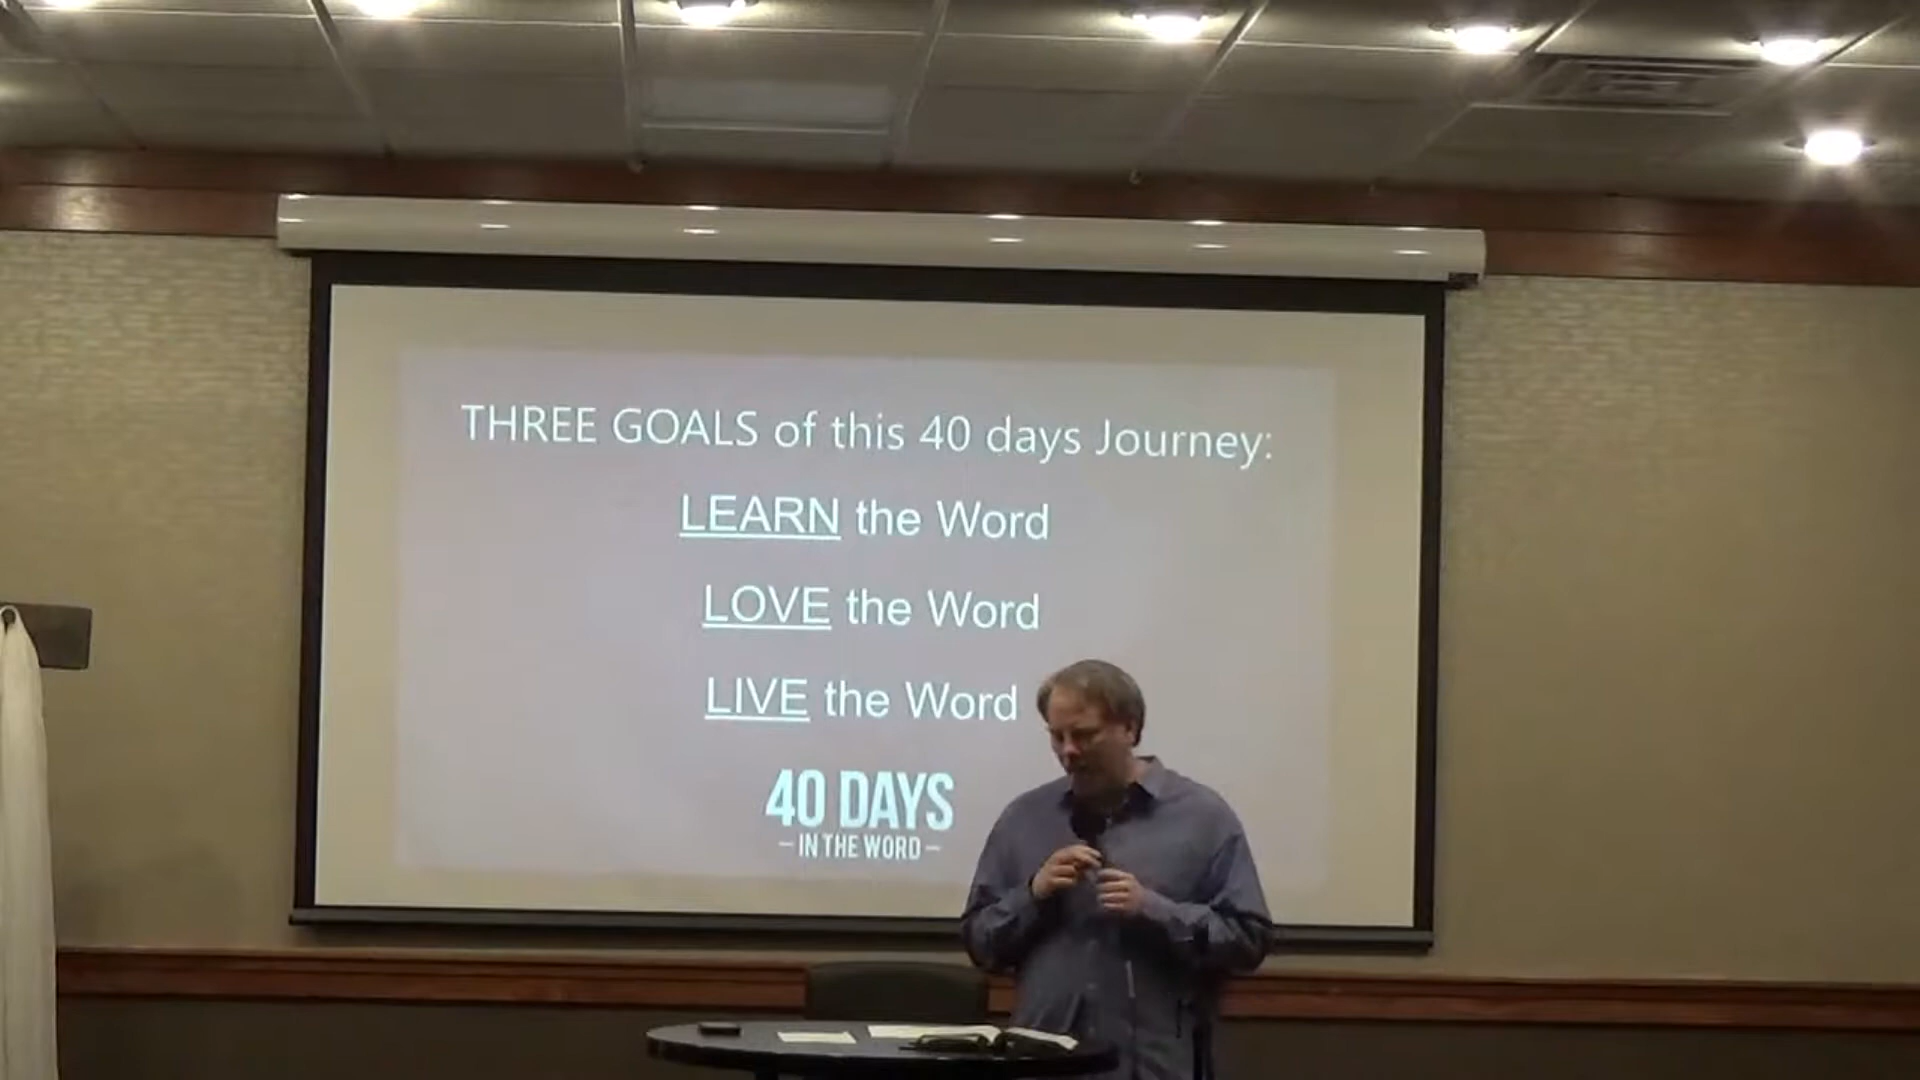 THREE GOALS of this 40 days Journey:
LEARN the Word
LOVE the Word
LIVE the Word
40 DAYS
– IN THE WORD –